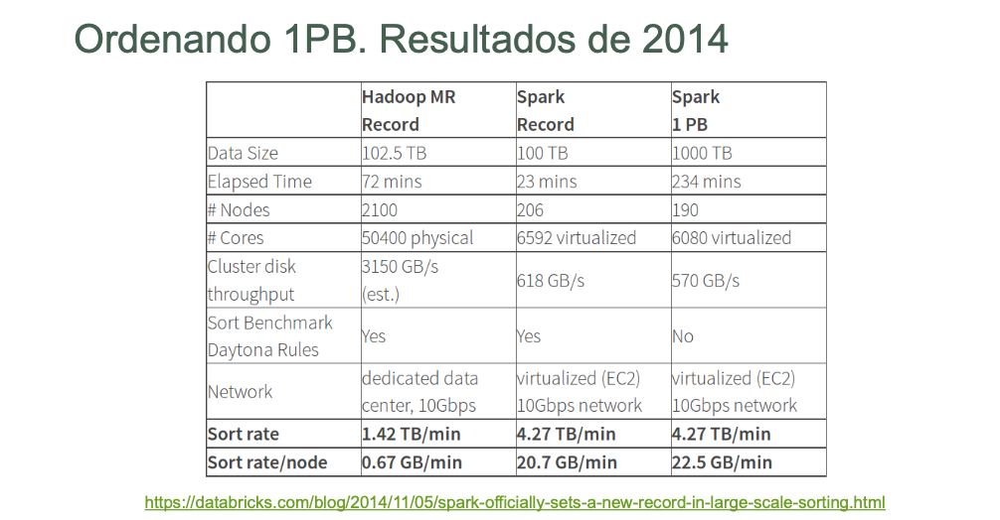 Ordenando 1PB. Resultados de 2014
Hadoop MR Record | Spark Record | Spark 1 PB
Data Size | 102.5 TB | 100 TB | 1000 TB
Elapsed Time | 72 mins | 23 mins | 234 mins
# Nodes | 2100 | 206 | 190
# Cores | 50400 physical | 6592 virtualized | 6080 virtualized
Cluster disk throughput | 3150 GB/s (est.) | 618 GB/s | 570 GB/s
Sort Benchmark Daytona Rules | Yes | Yes | No
Network | dedicated data center, 10Gbps | virtualized (EC2) 10Gbps network | virtualized (EC2) 10Gbps network
Sort rate | 1.42 TB/min | 4.27 TB/min | 4.27 TB/min
Sort rate/node | 0.67 GB/min | 20.7 GB/min | 22.5 GB/min
https://databricks.com/blog/2014/11/05/spark-officially-sets-a-new-record-in-large-scale-sorting.html